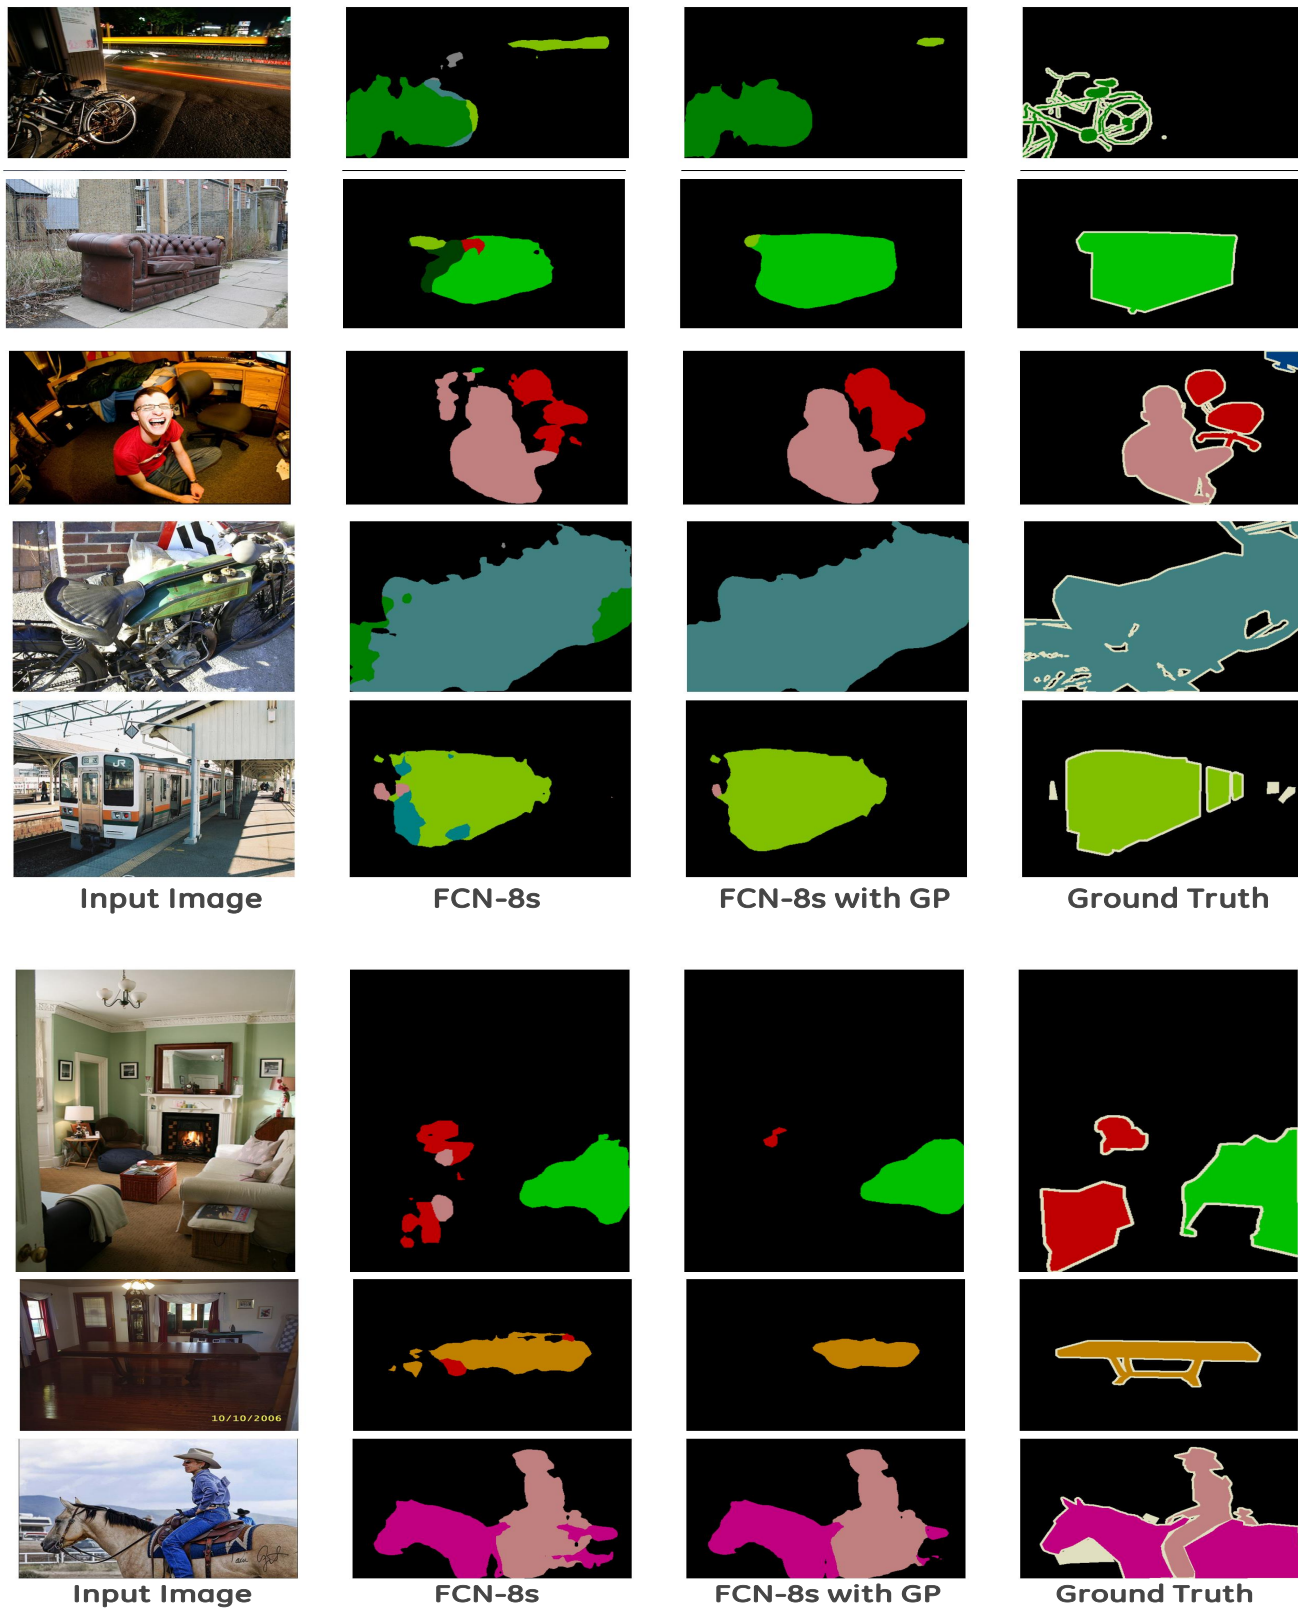 JR
Input Image FCN-8s FCN-8s with GP Ground Truth
10/10/2006
Input Image FCN-8s FCN-8s with GP Ground Truth